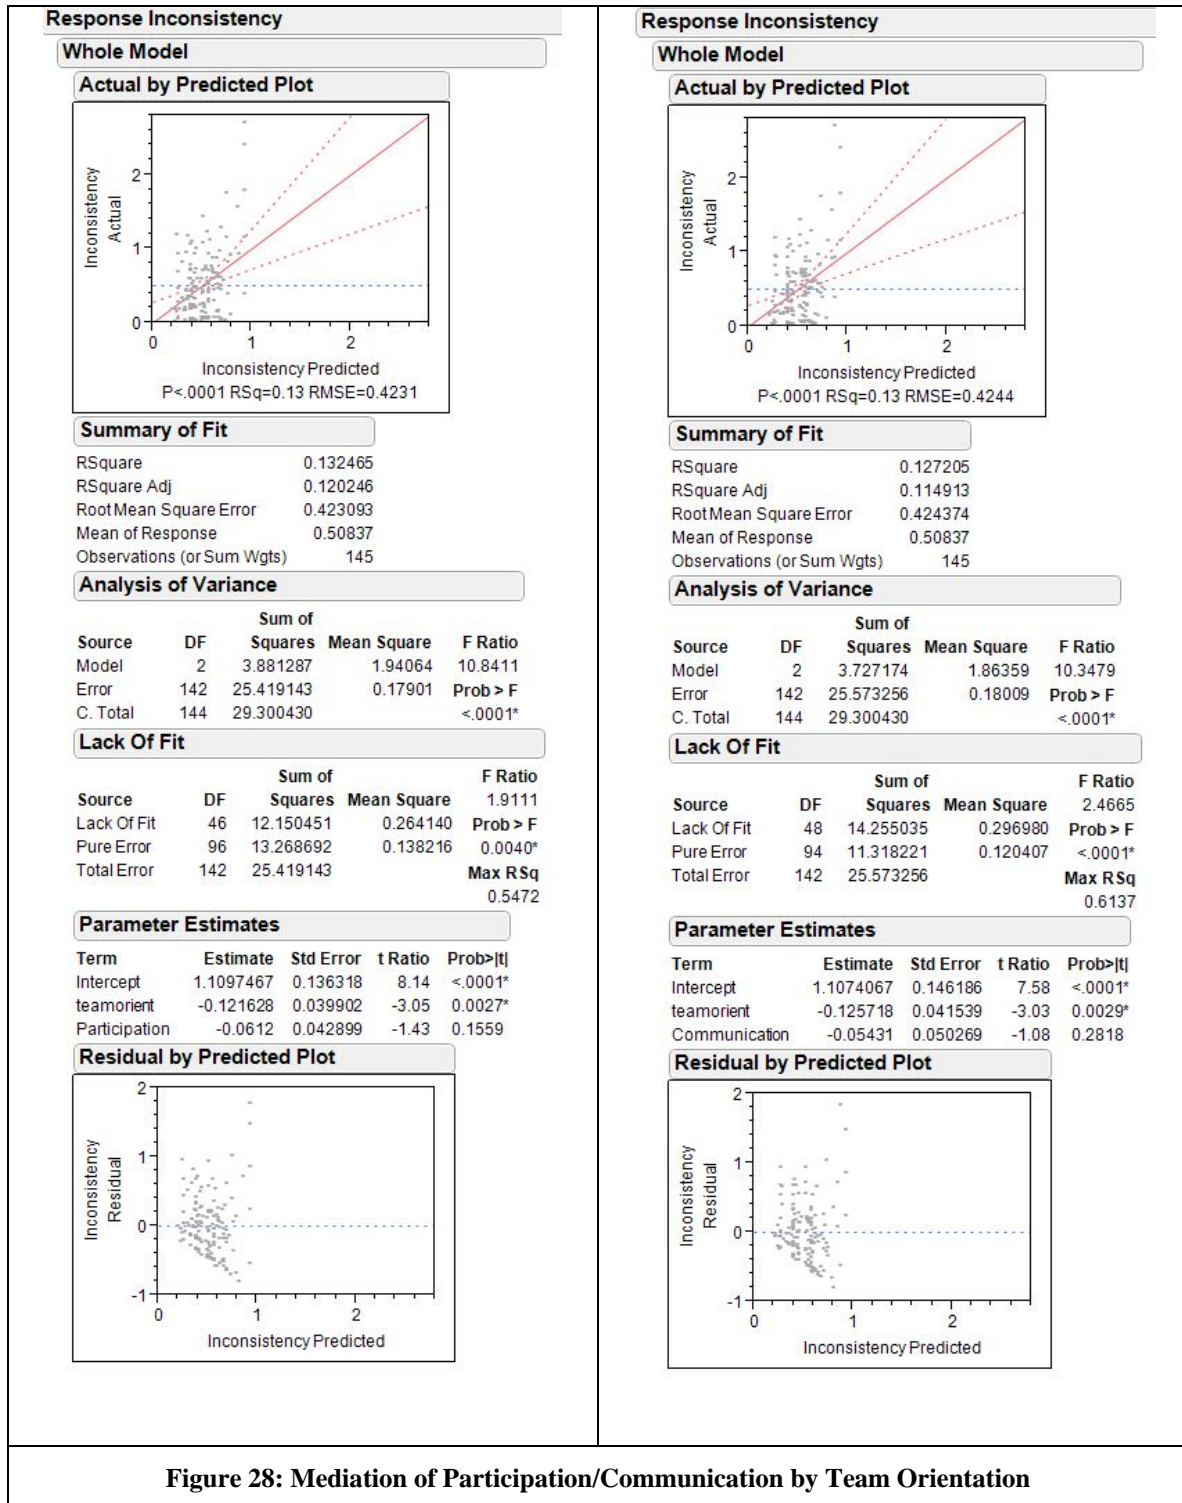 Response Inconsistency
Whole Model
Actual by Predicted Plot
Inconsistency
Actual
2
1
0
0 1 2
Inconsistency Predicted
P<.0001 RSq=0.13 RMSE=0.4231
Summary of Fit
RSquare 0.132465
RSquare Adj 0.120246
Root Mean Square Error 0.423093
Mean of Response 0.50837
Observations (or Sum Wgts) 145
Analysis of Variance
Sum of
Source DF Squares Mean Square F Ratio
Model 2 3.881287 1.94064 10.8411
Error 142 25.419143 0.17901 Prob > F
C. Total 144 29.300430 <.0001*
Lack Of Fit
Sum of F Ratio
Source DF Squares Mean Square 1.9111
Lack Of Fit 46 12.150451 0.264140 Prob > F
Pure Error 96 13.268692 0.138216 0.0040*
Total Error 142 25.419143 Max RSq
0.5472
Parameter Estimates
Term Estimate Std Error t Ratio Prob>|t|
Intercept 1.1097467 0.136318 8.14 <.0001*
teamorient -0.121628 0.039902 -3.05 0.0027*
Participation -0.0612 0.042899 -1.43 0.1559
Residual by Predicted Plot
Inconsistency
Residual
2
1
0
-1
0 1 2
Inconsistency Predicted
Response Inconsistency
Whole Model
Actual by Predicted Plot
Inconsistency
Actual
2
1
0
0 1 2
Inconsistency Predicted
P<.0001 RSq=0.13 RMSE=0.4244
Summary of Fit
RSquare 0.127205
RSquare Adj 0.114913
Root Mean Square Error 0.424374
Mean of Response 0.50837
Observations (or Sum Wgts) 145
Analysis of Variance
Sum of
Source DF Squares Mean Square F Ratio
Model 2 3.727174 1.86359 10.3479
Error 142 25.573256 0.18009 Prob > F
C. Total 144 29.300430 <.0001*
Lack Of Fit
Sum of F Ratio
Source DF Squares Mean Square 2.4665
Lack Of Fit 48 14.255035 0.296980 Prob > F
Pure Error 94 11.318221 0.120407 <.0001*
Total Error 142 25.573256 Max RSq
0.6137
Parameter Estimates
Term Estimate Std Error t Ratio Prob>|t|
Intercept 1.1074067 0.146186 7.58 <.0001*
teamorient -0.125718 0.041539 -3.03 0.0029*
Communication -0.05431 0.050269 -1.08 0.2818
Residual by Predicted Plot
Inconsistency
Residual
2
1
0
-1
0 1 2
Inconsistency Predicted
Figure 28: Mediation of Participation/Communication by Team Orientation